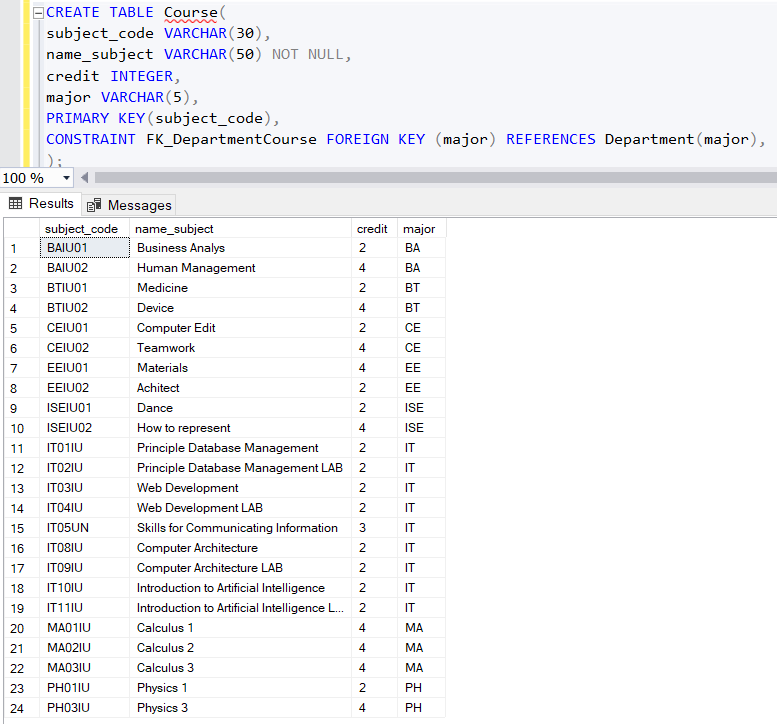 CREATE TABLE Course(
subject_code VARCHAR(30),
name_subject VARCHAR(50) NOT NULL,
credit INTEGER,
major VARCHAR(5),
PRIMARY KEY(subject_code),
CONSTRAINT FK_DepartmentCourse FOREIGN KEY (major) REFERENCES Department(major),
);
100 %
Results Messages
subject_code name_subject credit major
1 BAIU01 Business Analys 2 BA
2 BAIU02 Human Management 4 BA
3 BTIU01 Medicine 2 BT
4 BTIU02 Device 4 BT
5 CEIU01 Computer Edit 2 CE
6 CEIU02 Teamwork 4 CE
7 EEIU01 Materials 4 EE
8 EEIU02 Achitect 2 EE
9 ISEIU01 Dance 2 ISE
10 ISEIU02 How to represent 4 ISE
11 IT01IU Principle Database Management 2 IT
12 IT02IU Principle Database Management LAB 2 IT
13 IT03IU Web Development 2 IT
14 IT04IU Web Development LAB 2 IT
15 IT05UN Skills for Communicating Information 3 IT
16 IT08IU Computer Architecture 2 IT
17 IT09IU Computer Architecture LAB 2 IT
18 IT10IU Introduction to Artificial Intelligence 2 IT
19 IT11IU Introduction to Artificial Intelligence L... 2 IT
20 MA01IU Calculus 1 4 MA
21 MA02IU Calculus 2 4 MA
22 MA03IU Calculus 3 4 MA
23 PH01IU Physics 1 2 PH
24 PH03IU Physics 3 4 PH